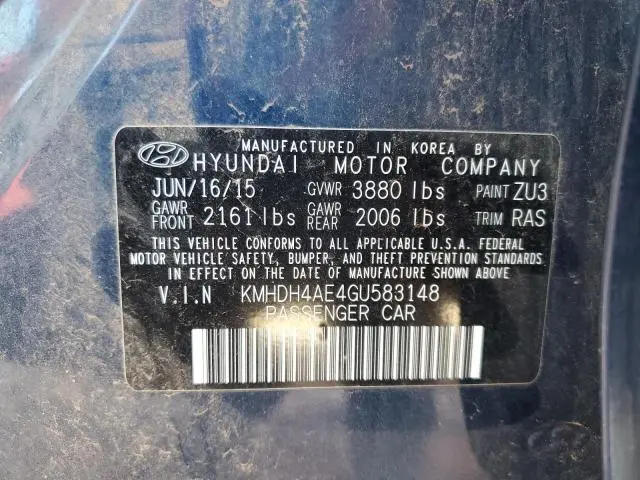 MANUFACTURED IN KOREA BY
HYUNDAI MOTOR COMPANY
JUN/16/15 GVWR 3880 lbs PAINT ZU3
GAWR FRONT 2161 lbs GAWR REAR 2006 lbs TRIM RAS
THIS VEHICLE CONFORMS TO ALL APPLICABLE U.S.A. FEDERAL
MOTOR VEHICLE SAFETY, BUMPER, AND THEFT PREVENTION STANDARDS
IN EFFECT ON THE DATE OF MANUFACTURE SHOWN ABOVE
V.I.N KMHDH4AE4GU583148
PASSENGER CAR